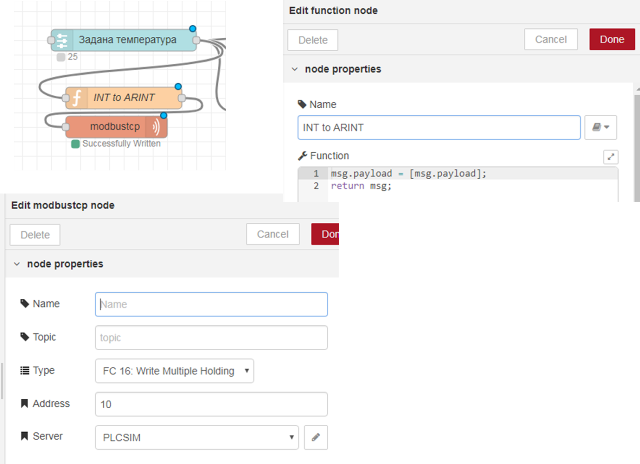 Задана температура
25
INT to ARINT
modbustcp
Successfully Written
Edit function node
Delete
Cancel
Done
node properties
Name
INT to ARINT
Function
1 msg.payload = [msg.payload];
2 return msg;
Edit modbustcp node
Delete
Cancel
Don
node properties
Name
Name
Topic
topic
Type
FC 16: Write Multiple Holding
Address
10
Server
PLCSIM